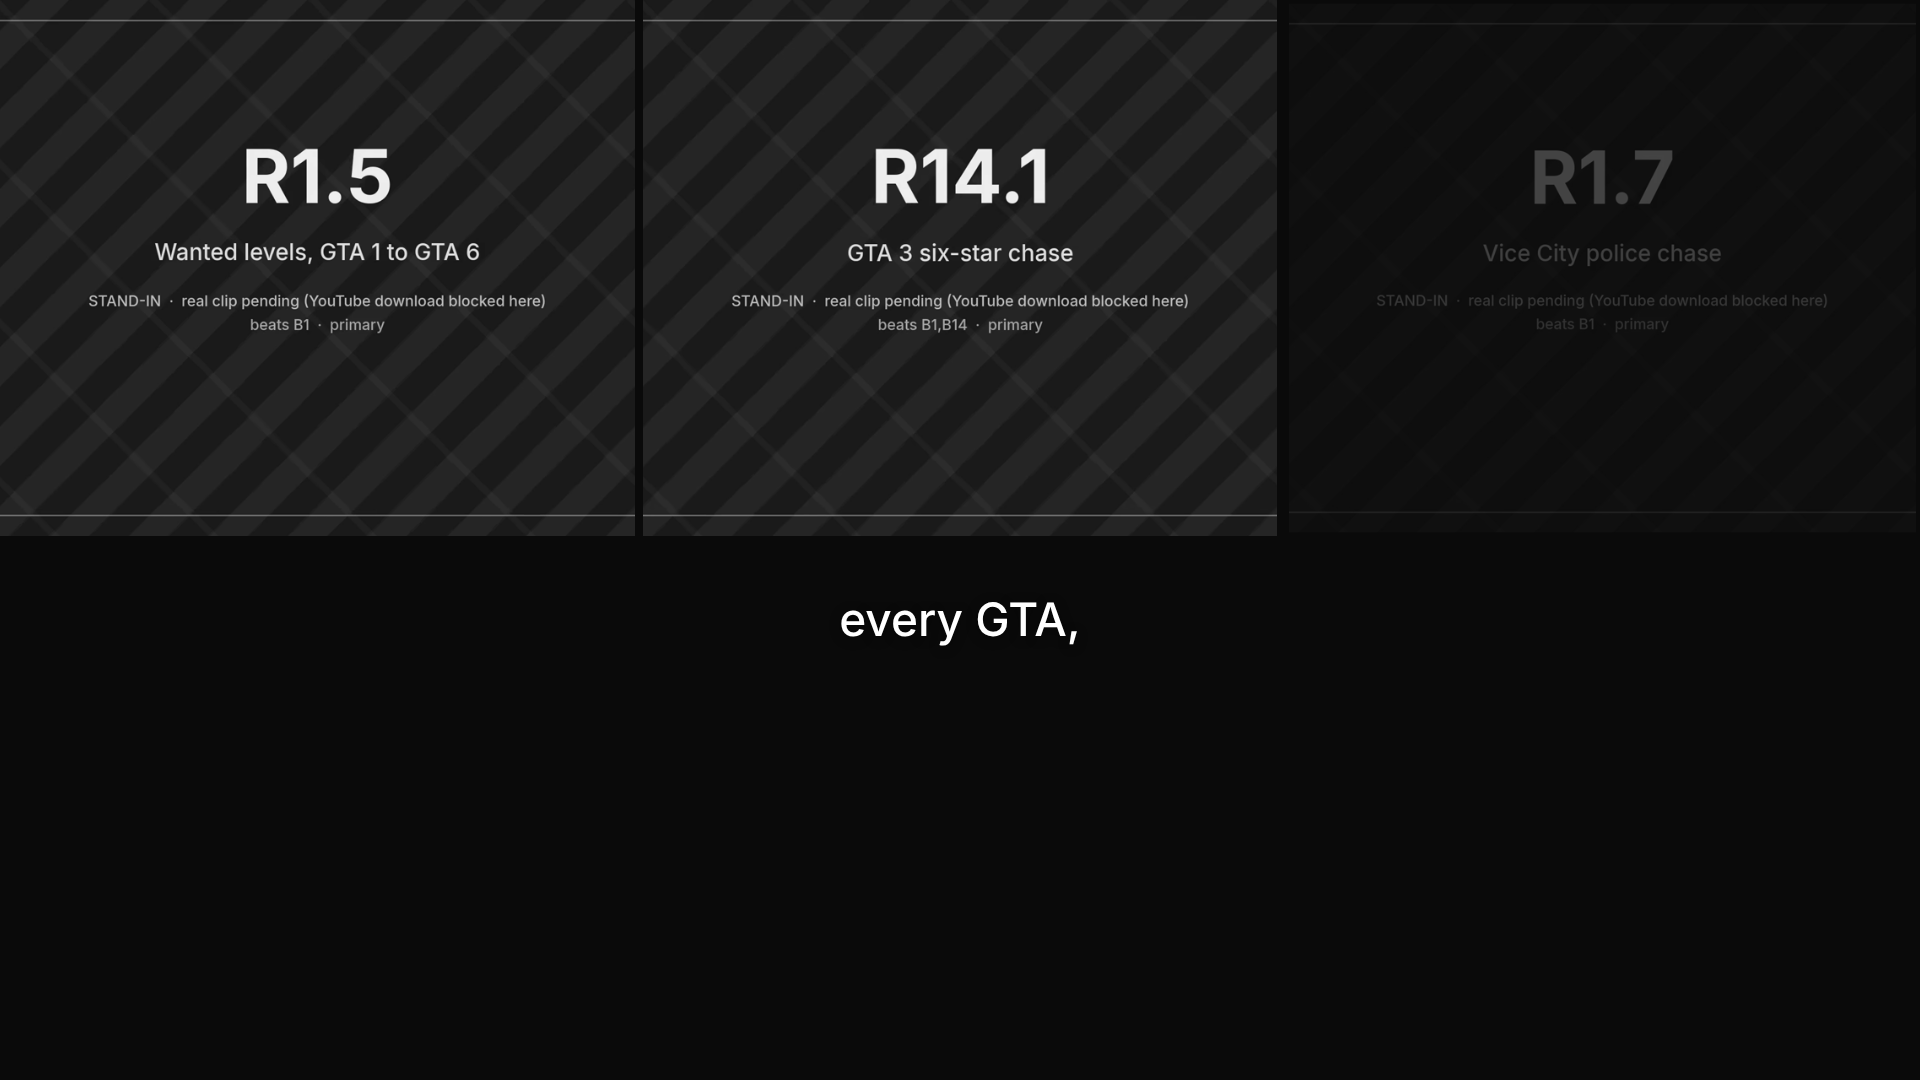 R1.5
Wanted levels, GTA 1 to GTA 6
STAND-IN · real clip pending (YouTube download blocked here)
beats B1 · primary
R14.1
GTA 3 six-star chase
STAND-IN · real clip pending (YouTube download blocked here)
beats B1,B14 · primary
R1.7
Vice City police chase
STAND-IN · real clip pending (YouTube download blocked here)
beats B1 · primary
every GTA,